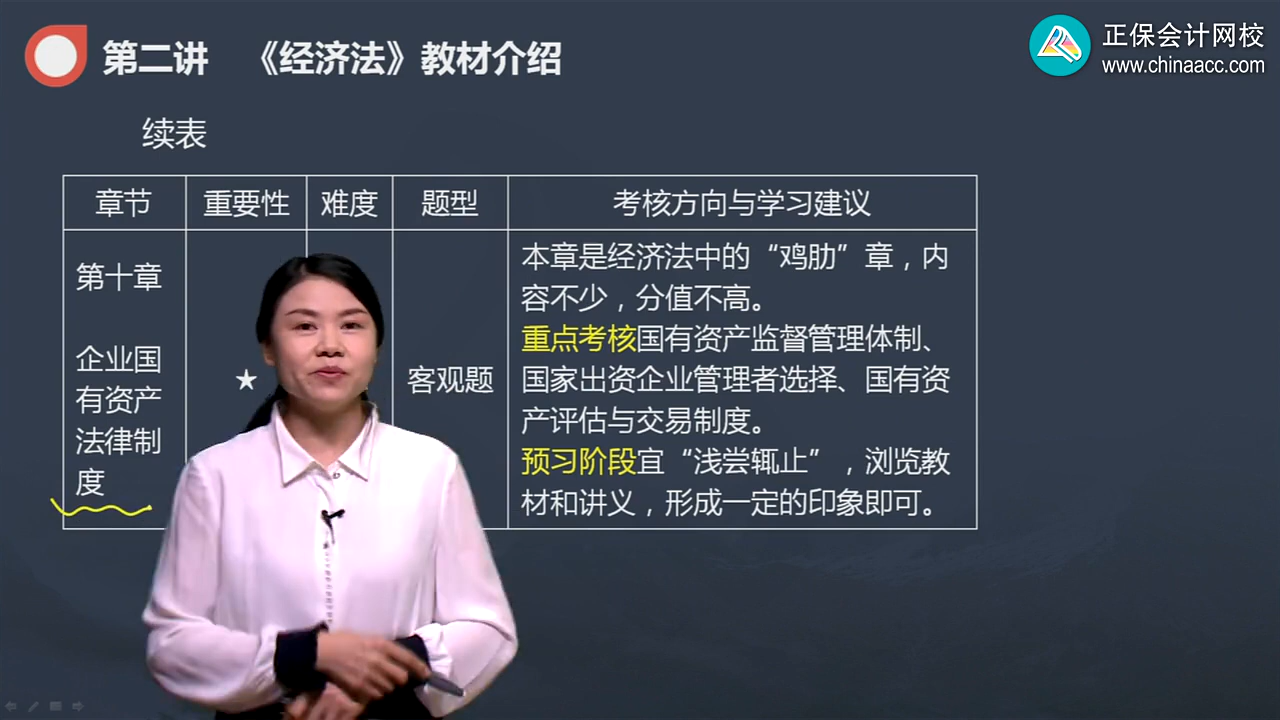 第二讲 《经济法》教材介绍
正保会计网校
www.chinaacc.com
续表
章节 重要性 难度 题型 考核方向与学习建议
第十章
企业国
有资产
法律制
度
★
客观题
本章是经济法中的“鸡肋”章，内
容不少，分值不高。
重点考核国有资产监督管理体制、
国家出资企业管理者选择、国有资
产评估与交易制度。
预习阶段宜“浅尝辄止”，浏览教
材和讲义，形成一定的印象即可。